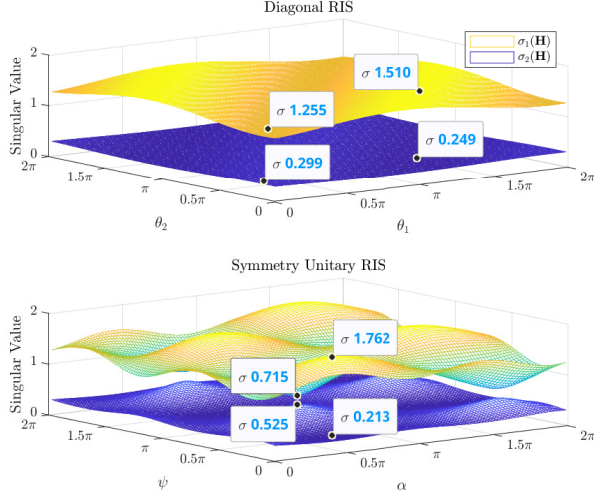 Diagonal RIS
σ₁(H)
σ₂(H)
Singular Value
2
1
0
σ 1.510
σ 1.255
σ 0.249
σ 0.299
2π
1.5π
π
0.5π
0
θ₂
0
0.5π
π
1.5π
2π
θ₁
Symmetry Unitary RIS
Singular Value
2
1
0
σ 1.762
σ 0.715
σ 0.525
σ 0.213
2π
1.5π
π
0.5π
0
ψ
0
0.5π
π
1.5π
2π
α